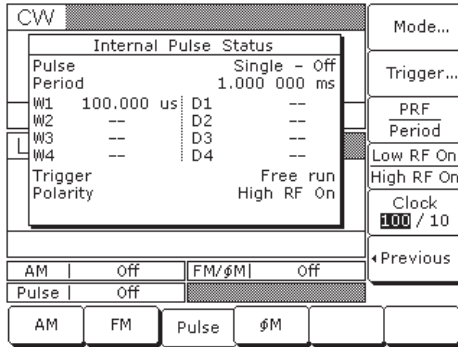 CW
Internal Pulse Status
Pulse Single – Off
Period 1.000 000 ms
W1 100.000 us D1 --
W2 -- D2 --
W3 -- D3 --
W4 -- D4 --
Trigger Free run
Polarity High RF On
L
AM | Off FM/ϕM| Off
Pulse | Off
Mode...
Trigger...
PRF
Period
Low RF On
High RF On
Clock
100 / 10
◂Previous
AM FM Pulse ϕM